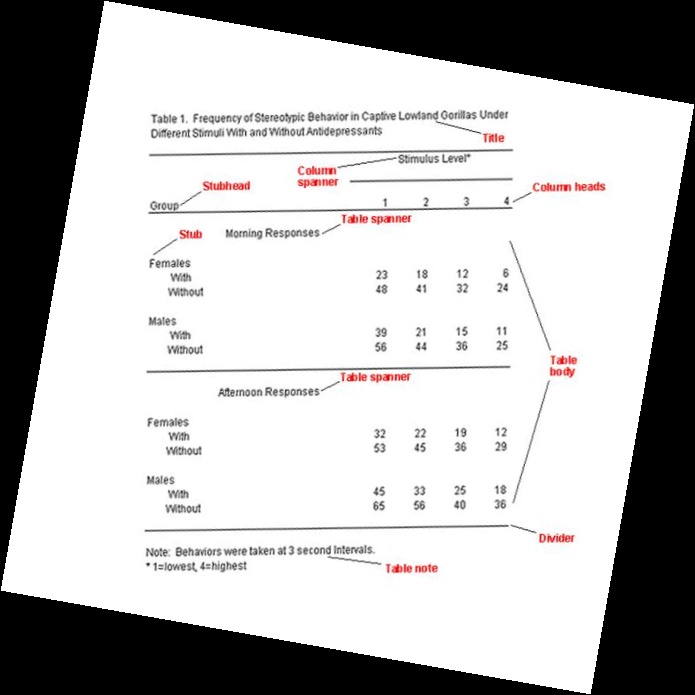 Table 1. Frequency of Stereotypic Behavior in Captive Lowland Gorillas Under
Different Stimuli With and Without Antidepressants
Title
Stimulus Level*
Column
spanner
Stubhead
Column heads
Group 1 2 3 4
Table spanner
Stub
Morning Responses
Females
With 23 18 12 6
Without 48 41 32 24
Males
With 39 21 15 11
Without 56 44 36 25
Table
body
Table spanner
Afternoon Responses
Females
With 32 22 19 12
Without 53 45 36 29
Males
With 45 33 25 18
Without 65 56 40 36
Divider
Note: Behaviors were taken at 3 second Intervals.
* 1=lowest, 4=highest
Table note